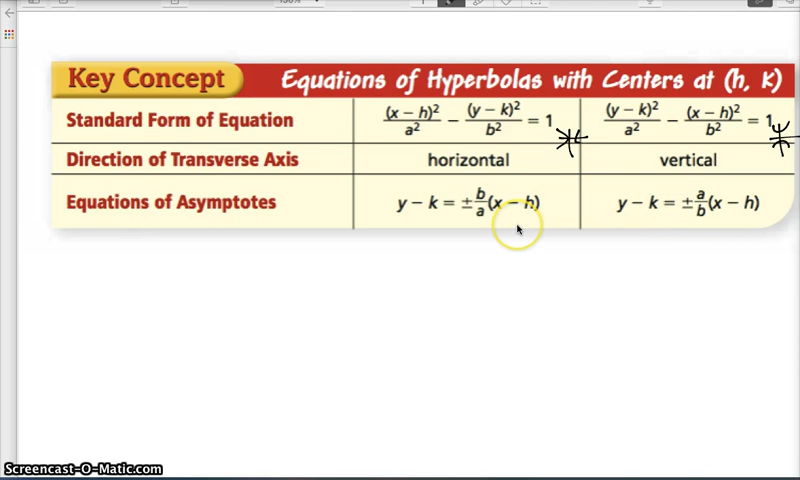 Key Concept Equations of Hyperbolas with Centers at (h, k)
Standard Form of Equation (x – h)²/a² – (y – k)²/b² = 1 (y – k)²/a² – (x – h)²/b² = 1
Direction of Transverse Axis horizontal vertical
Equations of Asymptotes y – k = ±b/a(x – h) y – k = ±a/b(x – h)
Screencast-O-Matic.com